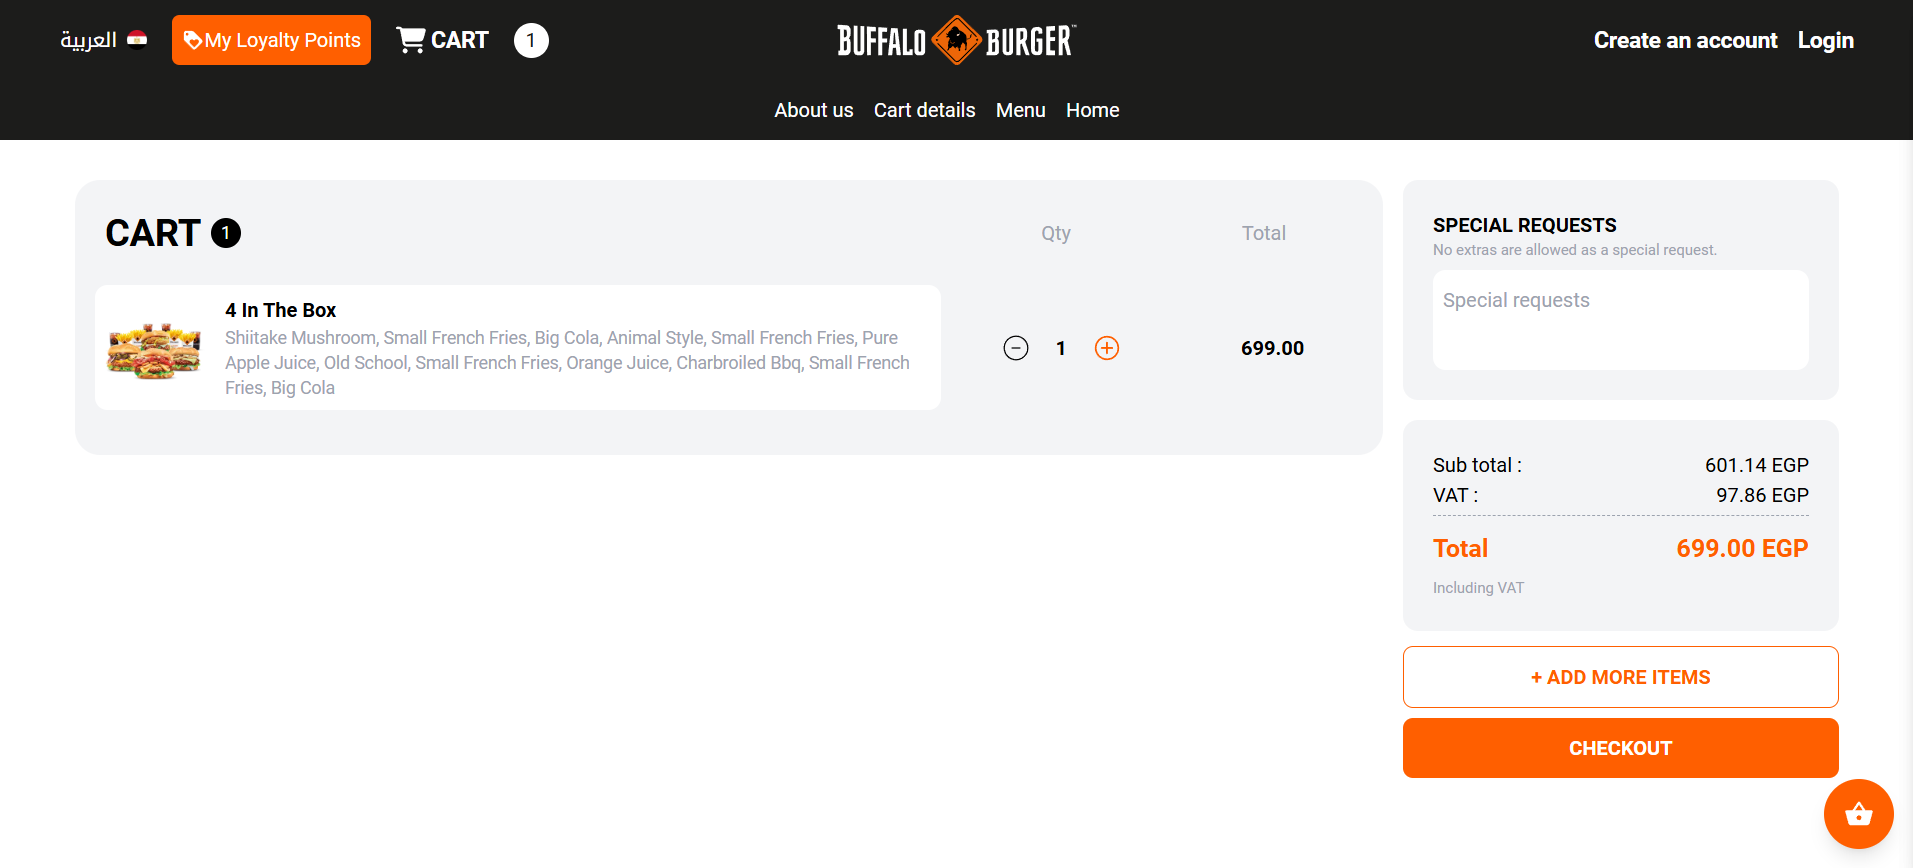 العربية
My Loyalty Points
CART 1
BUFFALO BURGER™
Create an account Login
About us Cart details Menu Home
CART 1
Qty
Total
4 In The Box
Shiitake Mushroom, Small French Fries, Big Cola, Animal Style, Small French Fries, Pure
Apple Juice, Old School, Small French Fries, Orange Juice, Charbroiled Bbq, Small French
Fries, Big Cola
1
699.00
SPECIAL REQUESTS
No extras are allowed as a special request.
Special requests
Sub total : 601.14 EGP
VAT : 97.86 EGP
Total 699.00 EGP
Including VAT
+ ADD MORE ITEMS
CHECKOUT